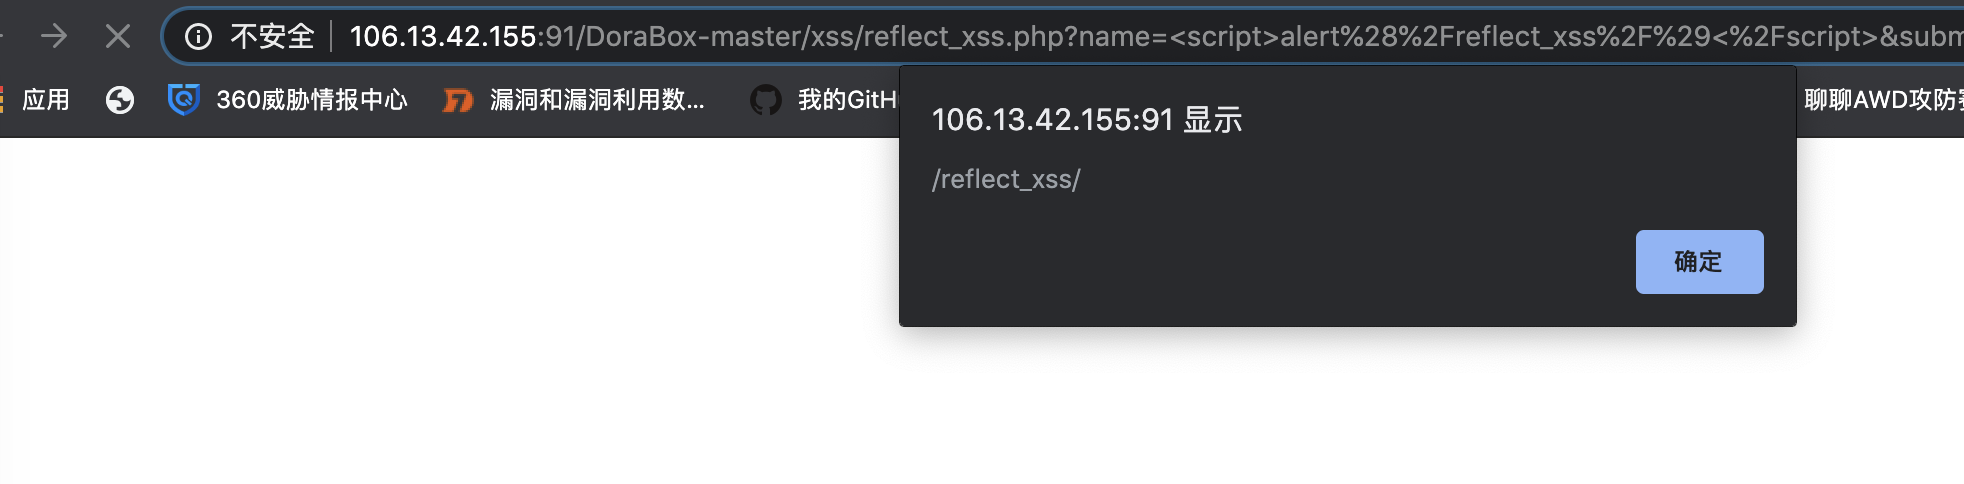 不安全 106.13.42.155:91/DoraBox-master/xss/reflect_xss.php?name=<script>alert%28%2Freflect_xss%2F%29<%2Fscript>&subm
应用 360威胁情报中心 漏洞和漏洞利用数... 我的GitH 聊聊AWD攻防
106.13.42.155:91 显示
/reflect_xss/
确定